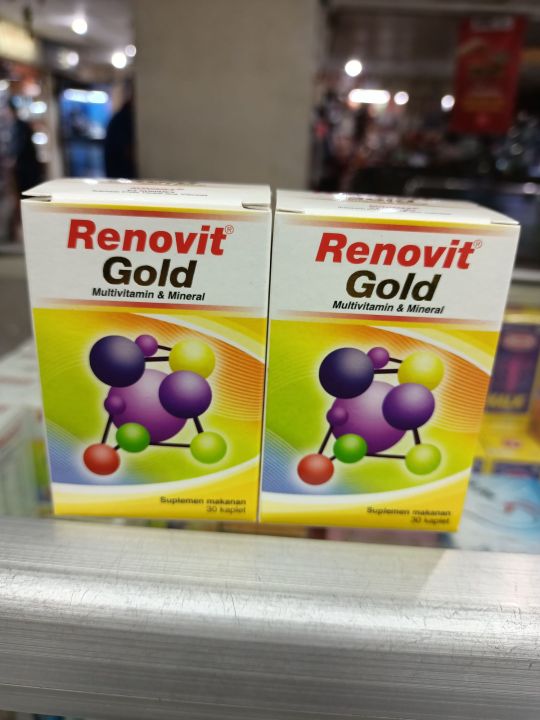 Renovit®
Gold
Multivitamin & Mineral
Suplemen makanan
30 kaplet
Renovit®
Gold
Multivitamin & Mineral
Suplemen makanan
30 kaplet